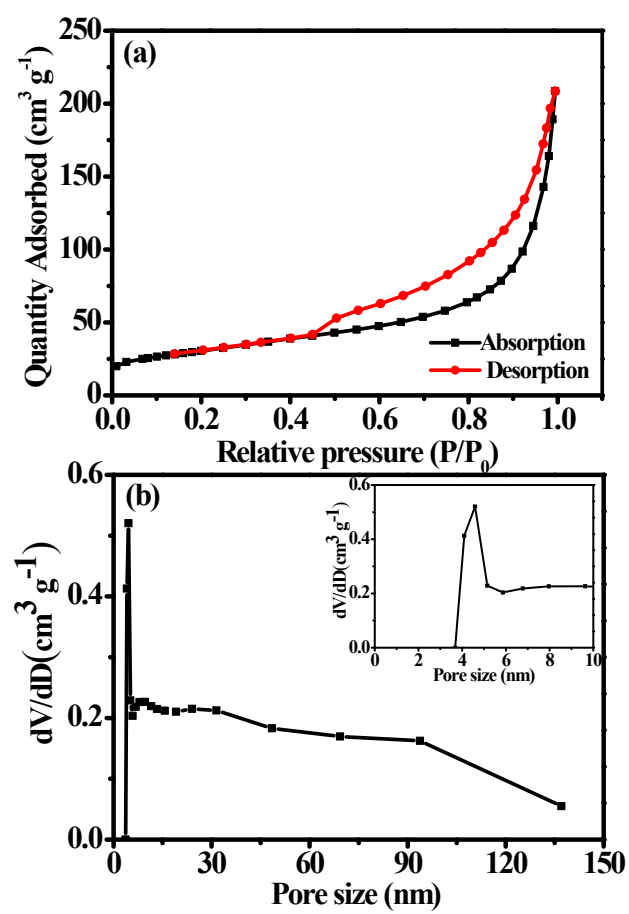 (a)
250
200
150
100
50
0
Quantity Adsorbed (cm³ g⁻¹)
Absorption
Desorption
0.0 0.2 0.4 0.6 0.8 1.0
Relative pressure (P/P₀)
(b)
0.6
0.4
0.2
0.0
dV/dD(cm³ g⁻¹)
0.6
0.4
0.2
0.0
dV/dD(cm³ g⁻¹)
0 2 4 6 8 10
Pore size (nm)
0 30 60 90 120 150
Pore size (nm)